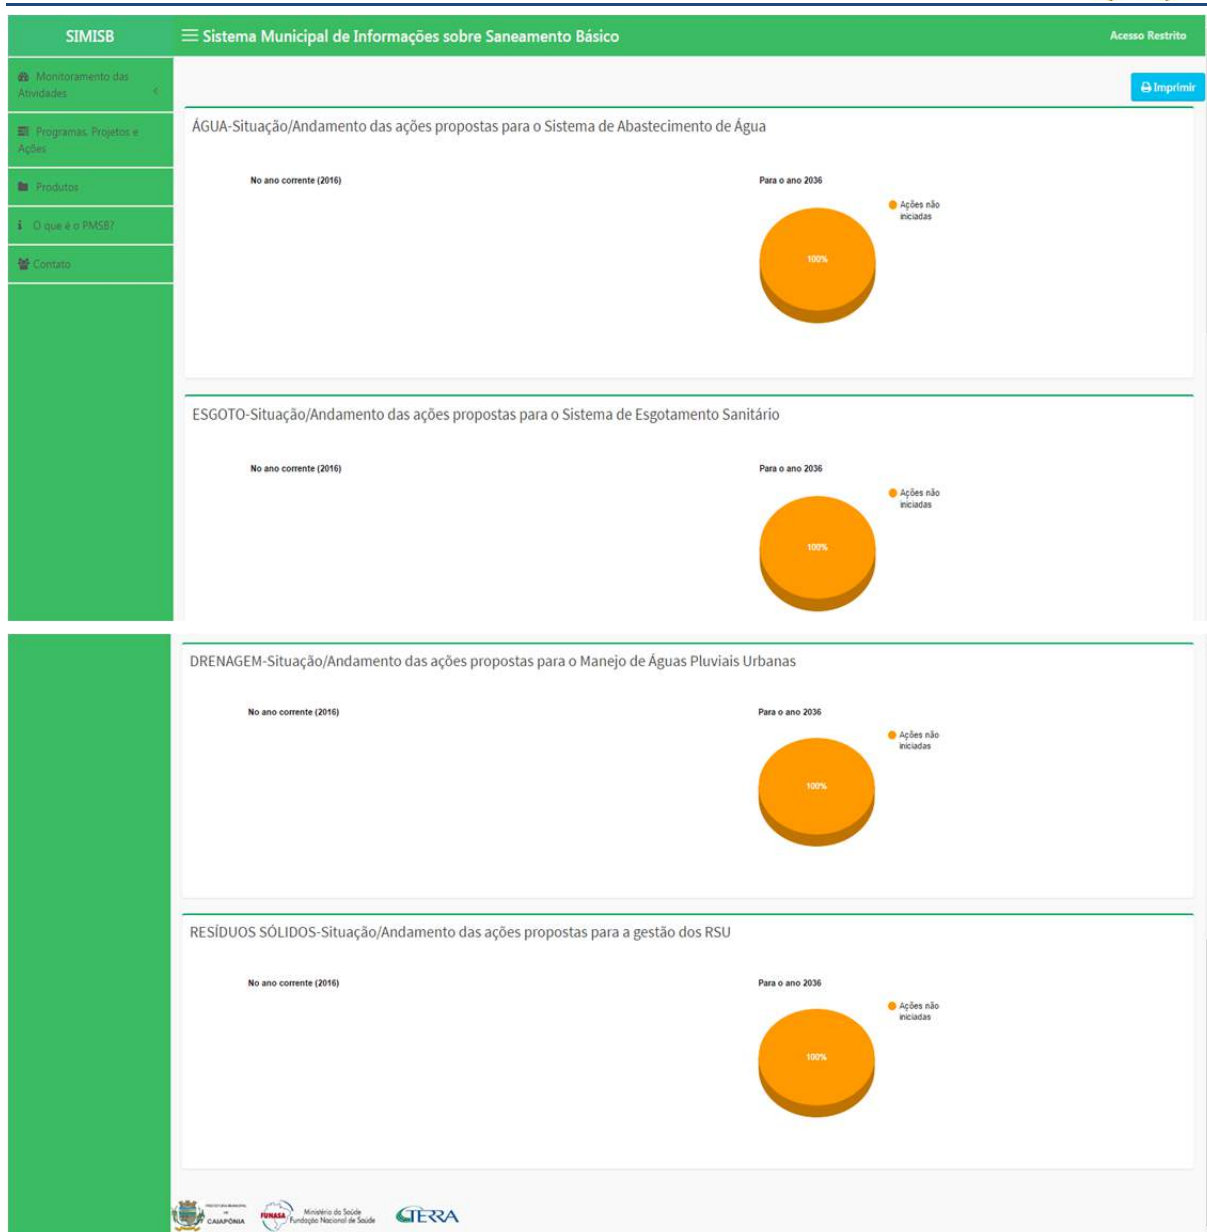 SIMISB
Sistema Municipal de Informações sobre Saneamento Básico
Acesso Restrito
Monitoramento das
Atividades
Programas, Projetos e
Ações
Produtos
O que é o PMSB?
Contato
Imprimir
ÁGUA-Situação/Andamento das ações propostas para o Sistema de Abastecimento de Água
No ano corrente (2016)
Para o ano 2036
Ações não
iniciadas
100%
ESGOTO-Situação/Andamento das ações propostas para o Sistema de Esgotamento Sanitário
No ano corrente (2016)
Para o ano 2036
Ações não
iniciadas
100%
DRENAGEM-Situação/Andamento das ações propostas para o Manejo de Águas Pluviais Urbanas
No ano corrente (2016)
Para o ano 2036
Ações não
iniciadas
100%
RESÍDUOS SÓLIDOS-Situação/Andamento das ações propostas para a gestão dos RSU
No ano corrente (2016)
Para o ano 2036
Ações não
iniciadas
100%
PREFEITURA MUNICIPAL
DE
CAIAPÔNIA
FUNASA
Ministério da Saúde
Fundação Nacional de Saúde
TERRA